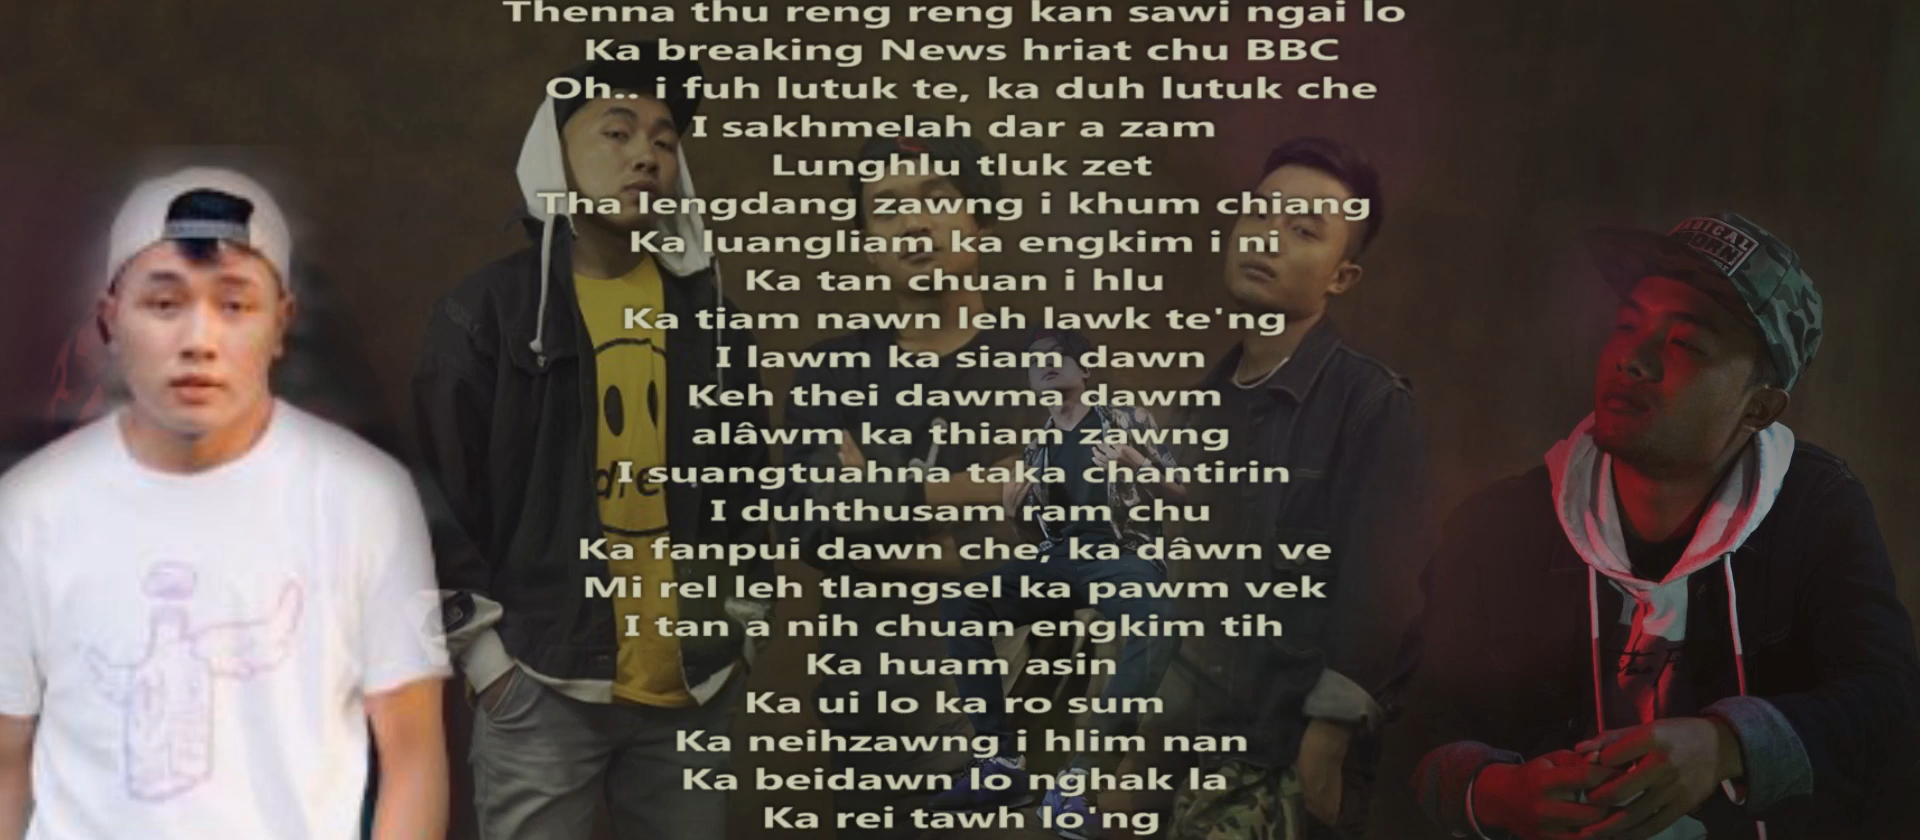 Thenna thu reng reng kan sawi ngai lo
Ka breaking News hriat chu BBC
Oh.. i fuh lutuk te, ka duh lutuk che
I sakhmelah dar a zam
Lunghlu tluk zet
Tha lengdang zawng i khum chiang
Ka luangliam ka engkim i ni
Ka tan chuan i hlu
Ka tiam nawn leh lawk te'ng
I lawm ka siam dawn
Keh thei dawma dawm
alâwm ka thiam zawng
I suangtuahna taka chantirin
I duhthusam ram chu
Ka fanpui dawn che, ka dâwn ve
Mi rel leh tlangsel ka pawm vek
I tan a nih chuan engkim tih
Ka huam asin
Ka ui lo ka ro sum
Ka neihzawng i hlim nan
Ka beidawn lo nghak la
Ka rei tawh lo'ng